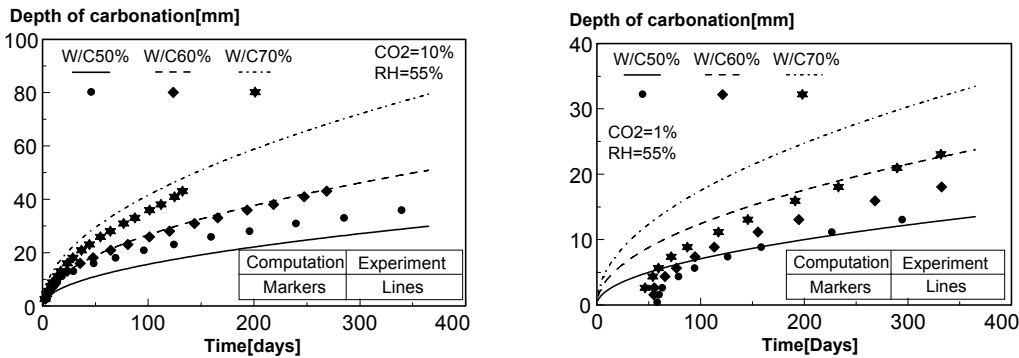 Depth of carbonation[mm]
100
80
60
40
20
0
W/C50% W/C60% W/C70%
CO2=10%
RH=55%
Computation Experiment
Markers Lines
0 100 200 300 400
Time[days]
Depth of carbonation[mm]
40
30
20
10
0
W/C50% W/C60% W/C70%
CO2=1%
RH=55%
Computation Experiment
Markers Lines
0 100 200 300 400
Time[Days]